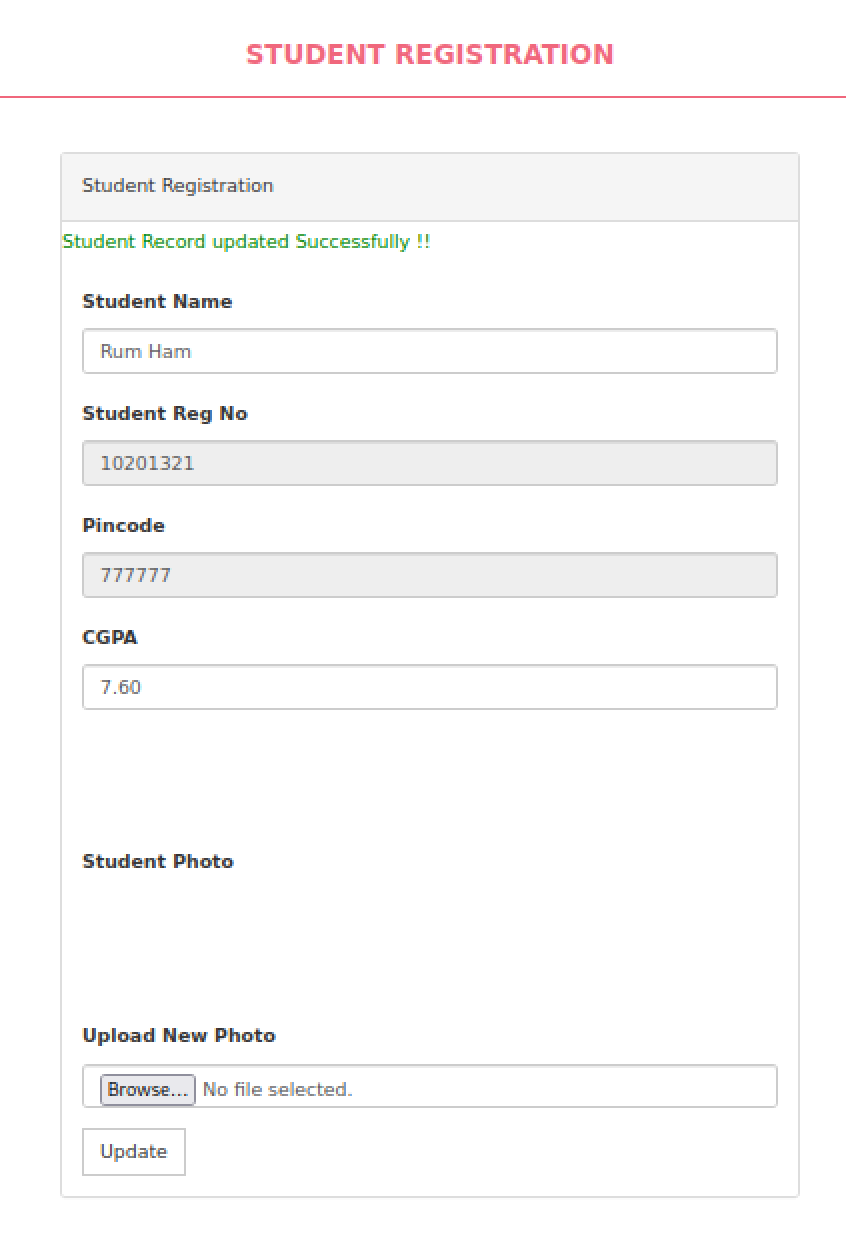 STUDENT REGISTRATION
Student Registration
Student Record updated Successfully !!
Student Name
Rum Ham
Student Reg No
10201321
Pincode
777777
CGPA
7.60
Student Photo
Upload New Photo
Browse... No file selected.
Update